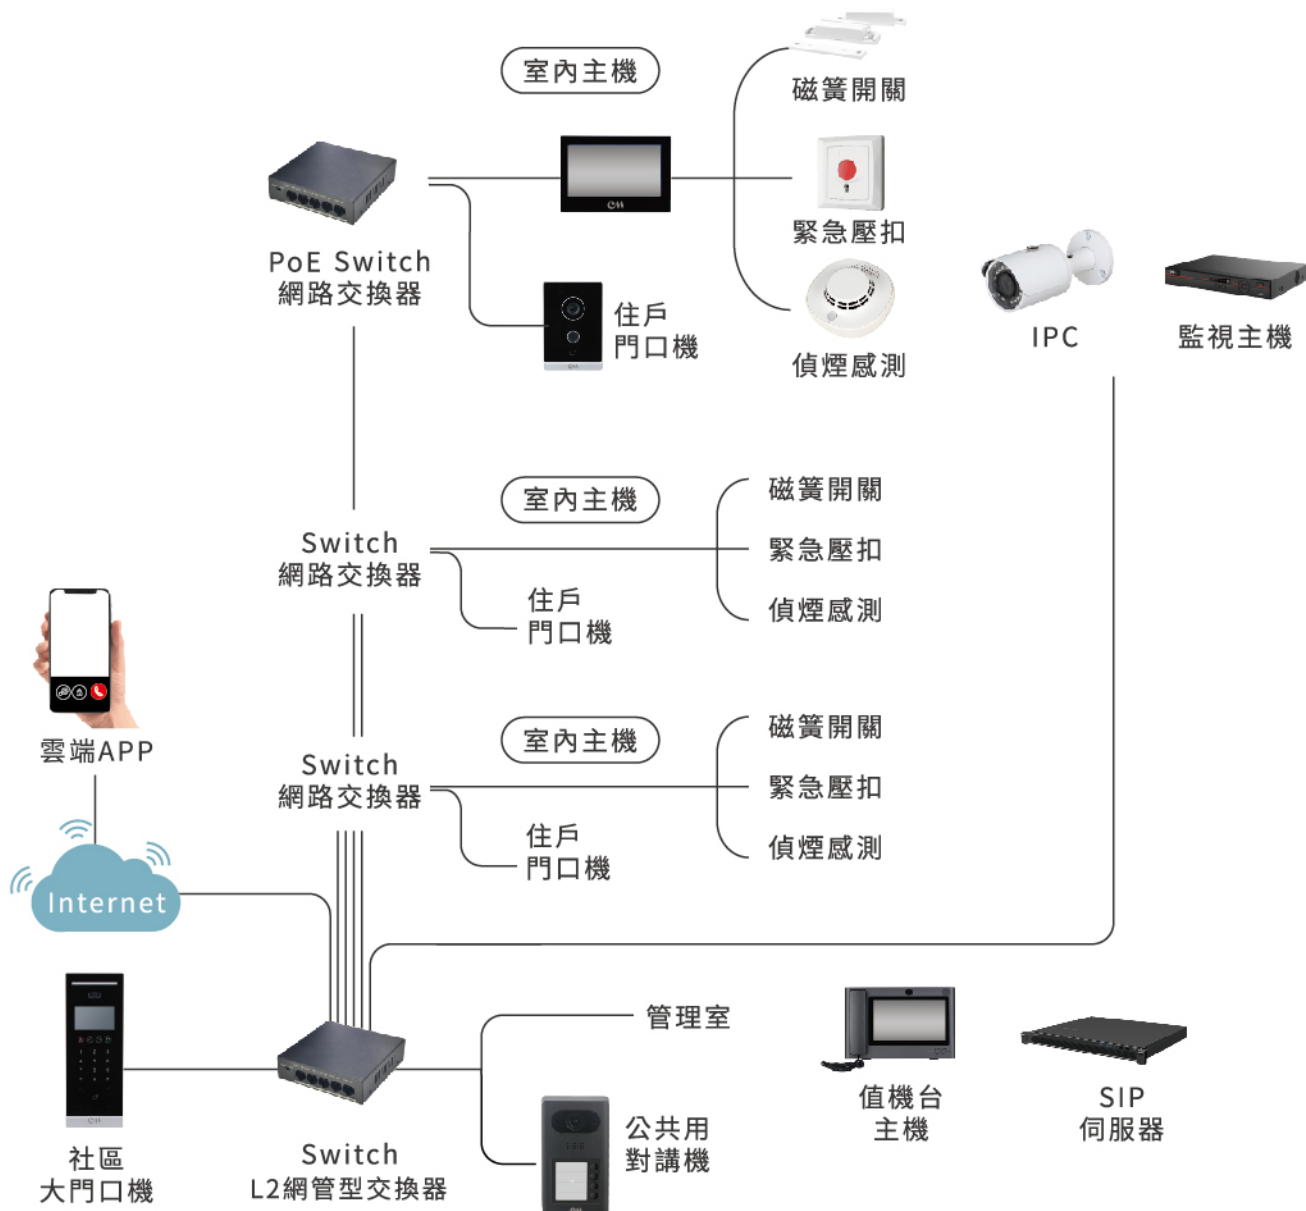 室內主機
磁簧開關
緊急壓扣
偵煙感測
PoE Switch
網路交換器
住戶
門口機
IPC
監視主機
Switch
網路交換器
室內主機
磁簧開關
緊急壓扣
偵煙感測
住戶
門口機
雲端APP
Switch
網路交換器
室內主機
磁簧開關
緊急壓扣
偵煙感測
住戶
門口機
Internet
社區
大門口機
Switch
L2網管型交換器
管理室
公共用
對講機
值機台
主機
SIP
伺服器